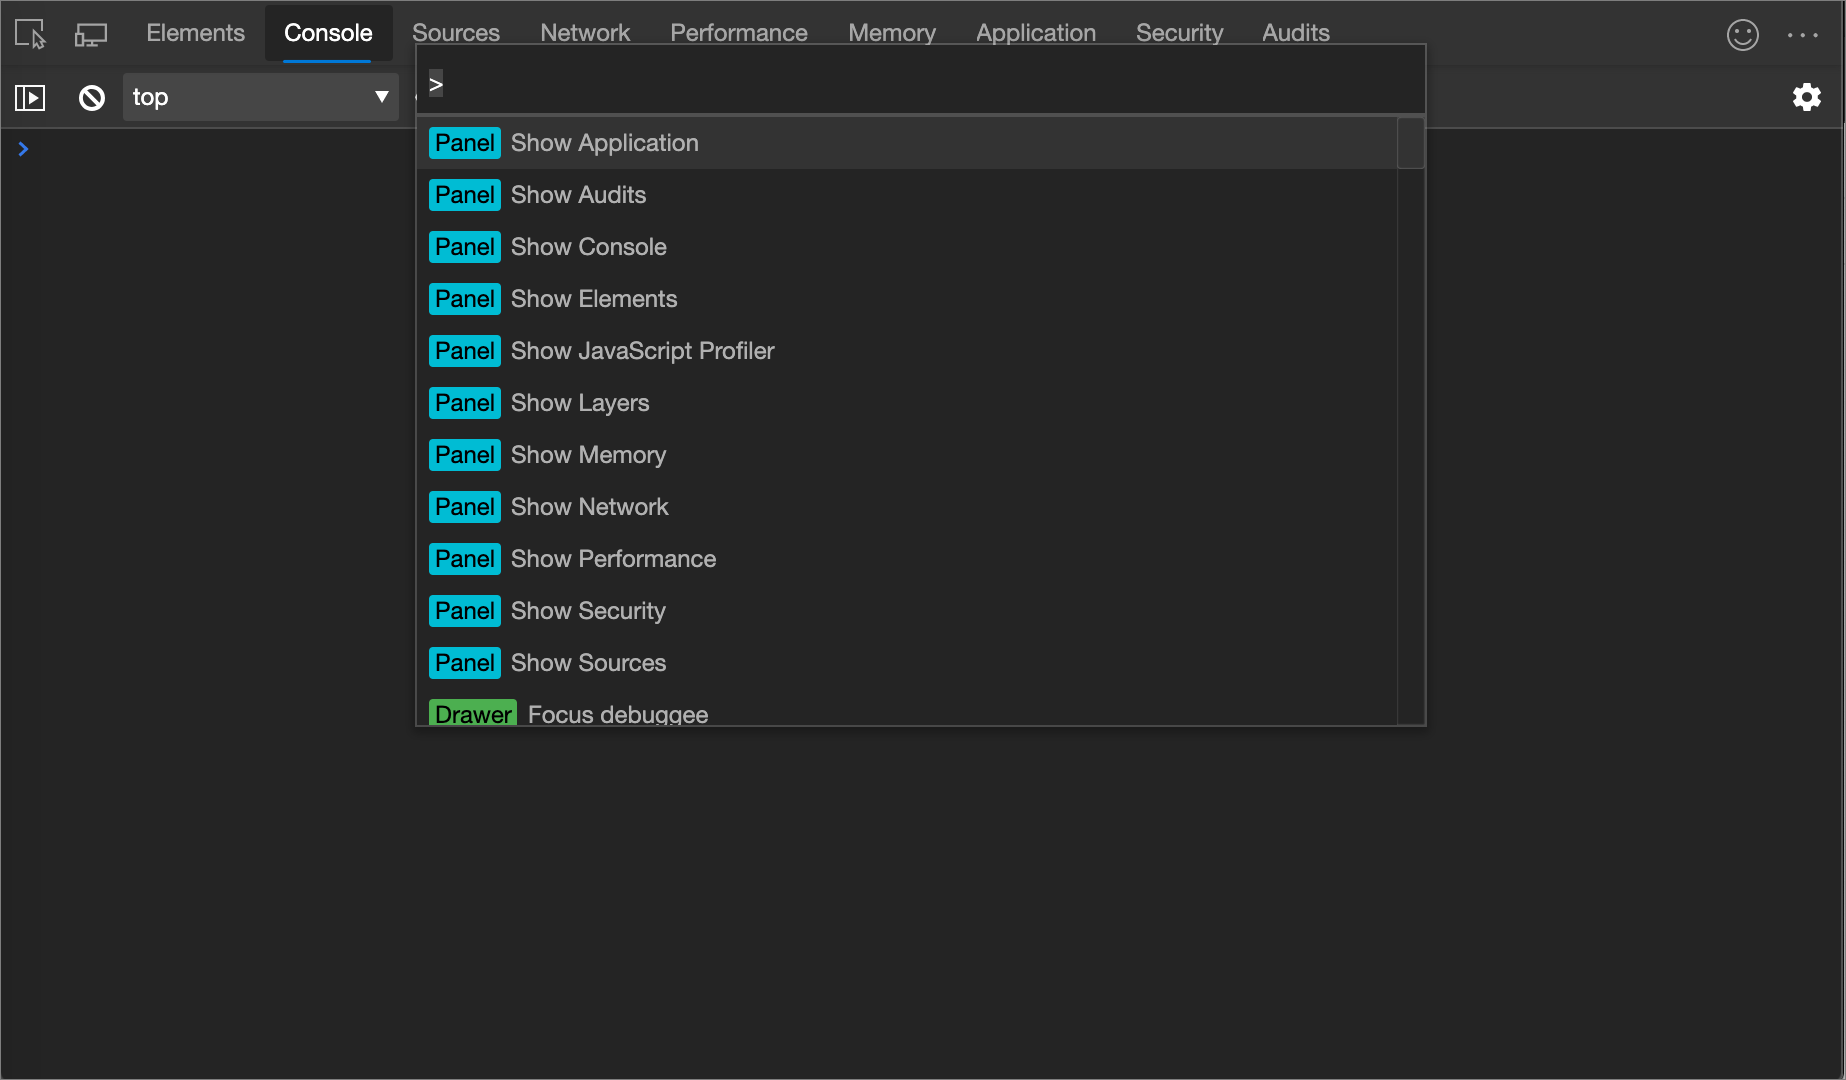 Elements Console Sources Network Performance Memory Application Security Audits
top
>
Panel Show Application
Panel Show Audits
Panel Show Console
Panel Show Elements
Panel Show JavaScript Profiler
Panel Show Layers
Panel Show Memory
Panel Show Network
Panel Show Performance
Panel Show Security
Panel Show Sources
Drawer Focus debuggee